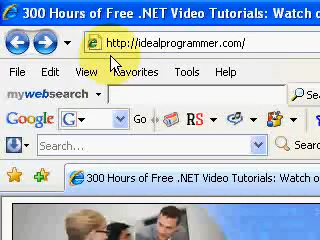 300 Hours of Free .NET Video Tutorials: Watch o
http://idealprogrammer.com/
File Edit View Favorites Tools Help
mywebsearch Sear
Google G Go RS
Search...
300 Hours of Free .NET Video Tutorials: Watch o